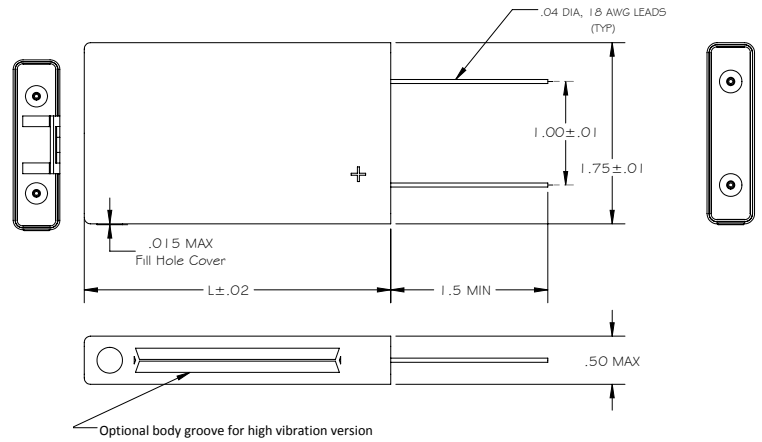 .04 DIA, 18 AWG LEADS
(TYP)
1.00±.01
1.75±.01
+
.015 MAX
Fill Hole Cover
L±.02
1.5 MIN
.50 MAX
Optional body groove for high vibration version